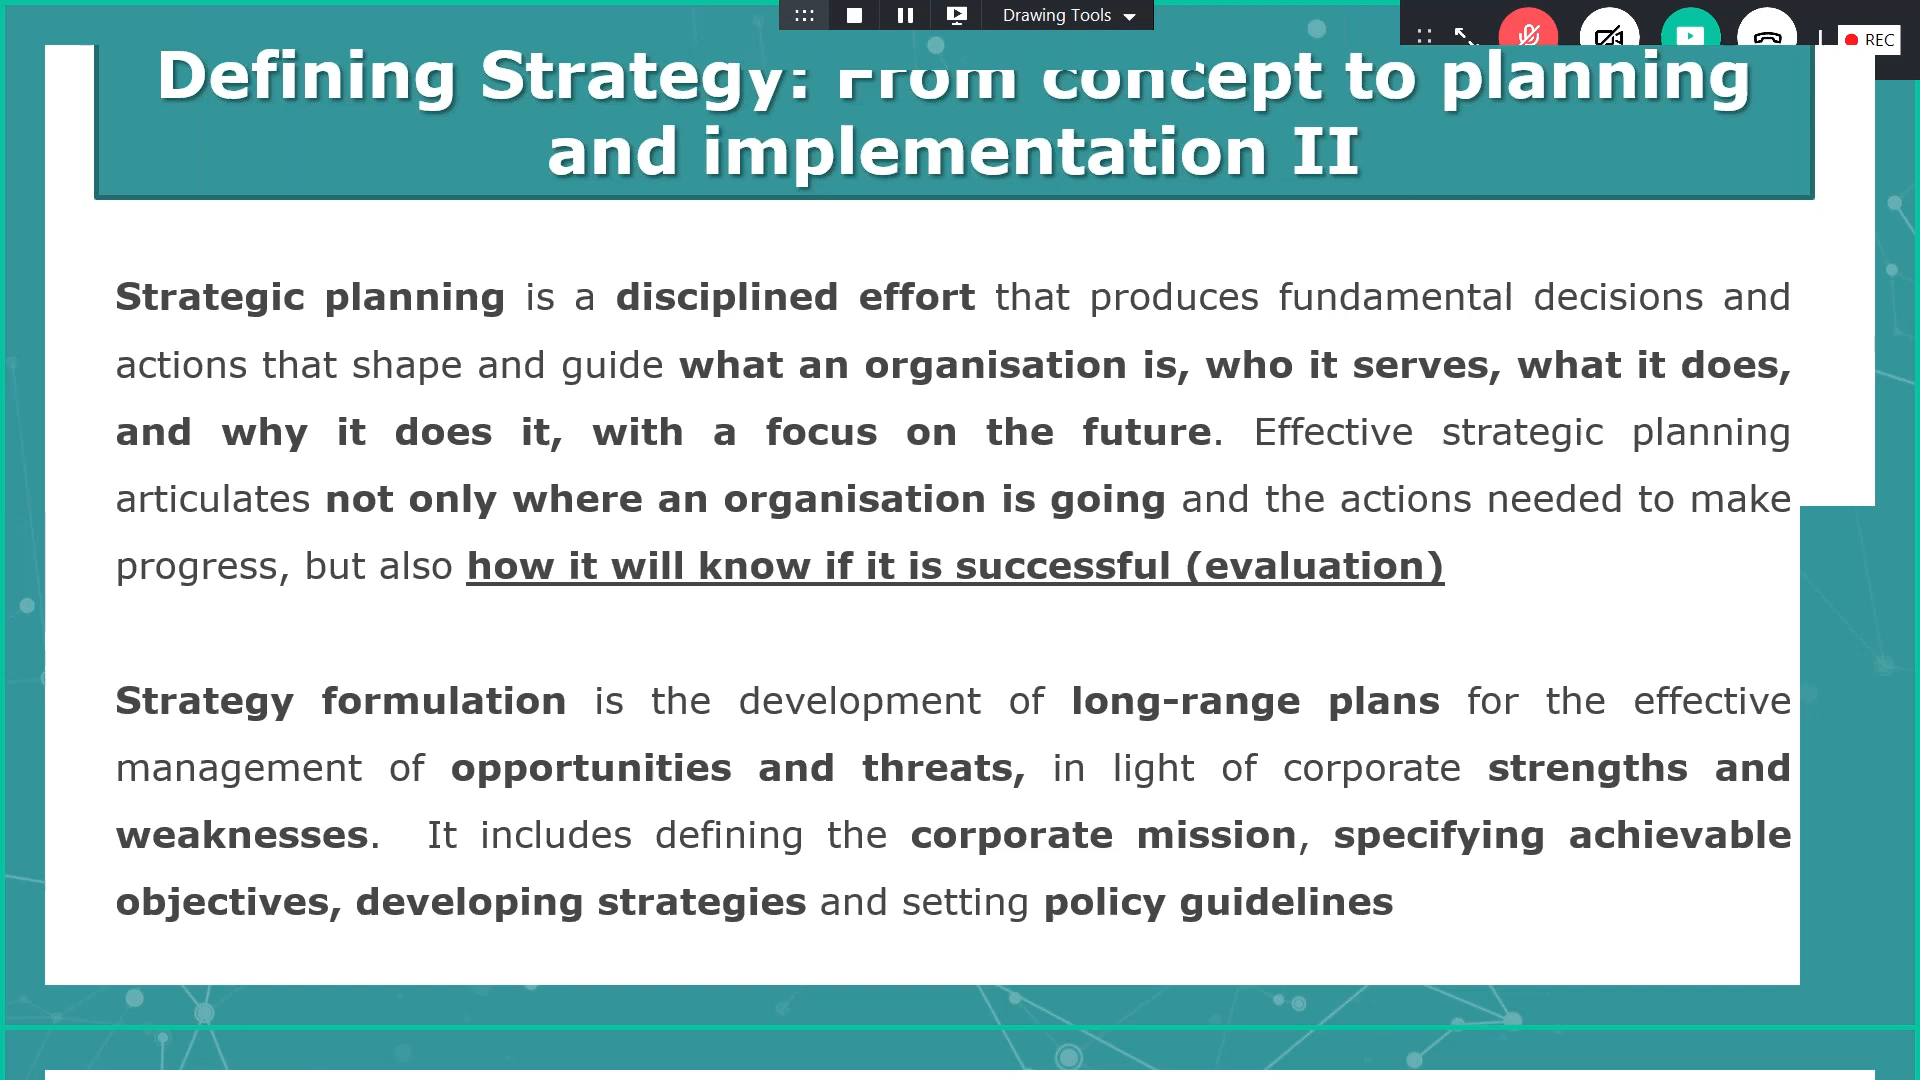 Drawing Tools
REC
Defining Strategy: From concept to planning
and implementation II
Strategic planning is a disciplined effort that produces fundamental decisions and
actions that shape and guide what an organisation is, who it serves, what it does,
and why it does it, with a focus on the future. Effective strategic planning
articulates not only where an organisation is going and the actions needed to make
progress, but also how it will know if it is successful (evaluation)
Strategy formulation is the development of long-range plans for the effective
management of opportunities and threats, in light of corporate strengths and
weaknesses. It includes defining the corporate mission, specifying achievable
objectives, developing strategies and setting policy guidelines